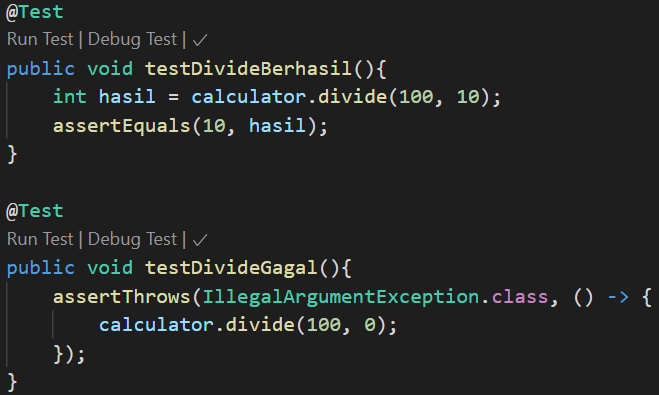 @Test
Run Test | Debug Test | ✓
public void testDivideBerhasil(){
    int hasil = calculator.divide(100, 10);
    assertEquals(10, hasil);
}
@Test
Run Test | Debug Test | ✓
public void testDivideGagal(){
    assertThrows(IllegalArgumentException.class, () -> {
        calculator.divide(100, 0);
    });
}